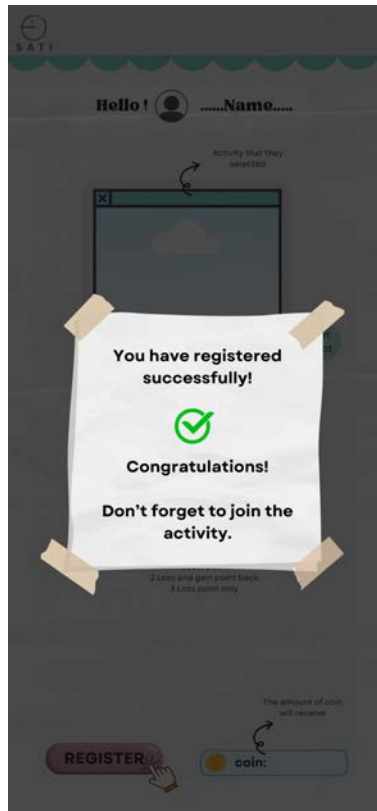 SATI
Hello ! ......Name.....
Activity that they
selected
You have registered
successfully!
Congratulations!
Don't forget to join the
activity.
2.Loss and gain point back
3.Loss point only
The amount of coin
will receive
REGISTER
coin: